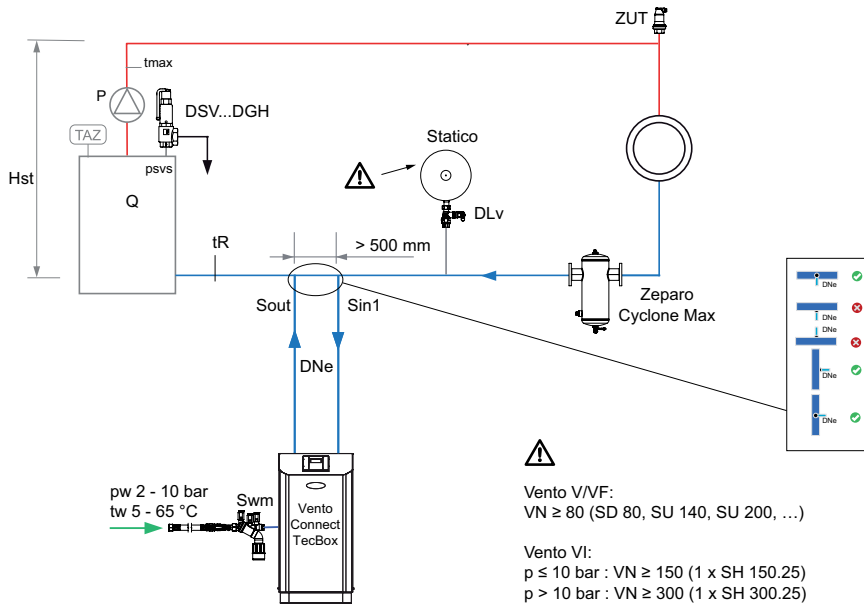 ZUT
tmax
P
DSV...DGH
TAZ
Statico
psvs
Hst
Q
DLv
tR
> 500 mm
Sout
Sin1
Zeparo
Cyclone Max
DNe
DNe
DNe
DNe
DNe
DNe
pw 2 - 10 bar
tw 5 - 65 °C
Swm
Vento
Connect
TecBox
Vento V/VF:
VN ≥ 80 (SD 80, SU 140, SU 200, …)
Vento VI:
p ≤ 10 bar : VN ≥ 150 (1 x SH 150.25)
p > 10 bar : VN ≥ 300 (1 x SH 300.25)